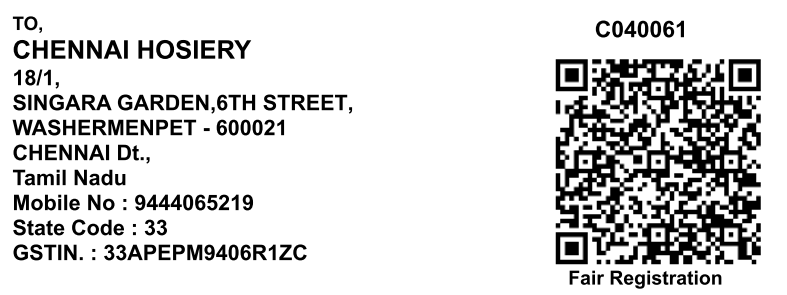 TO,
CHENNAI HOSIERY
18/1,
SINGARA GARDEN,6TH STREET,
WASHERMENPET - 600021
CHENNAI Dt.,
Tamil Nadu
Mobile No : 9444065219
State Code : 33
GSTIN. : 33APEPM9406R1ZC
C040061
Fair Registration